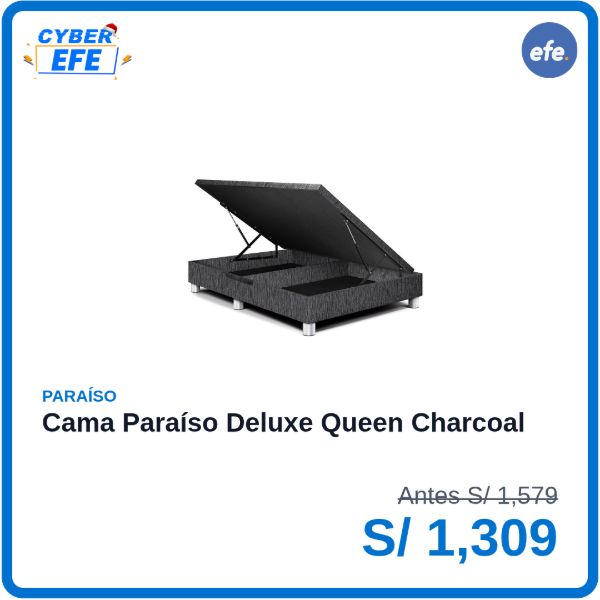 CYBER
EFE
efe.
PARAÍSO
Cama Paraíso Deluxe Queen Charcoal
Antes S/ 1,579
S/ 1,309